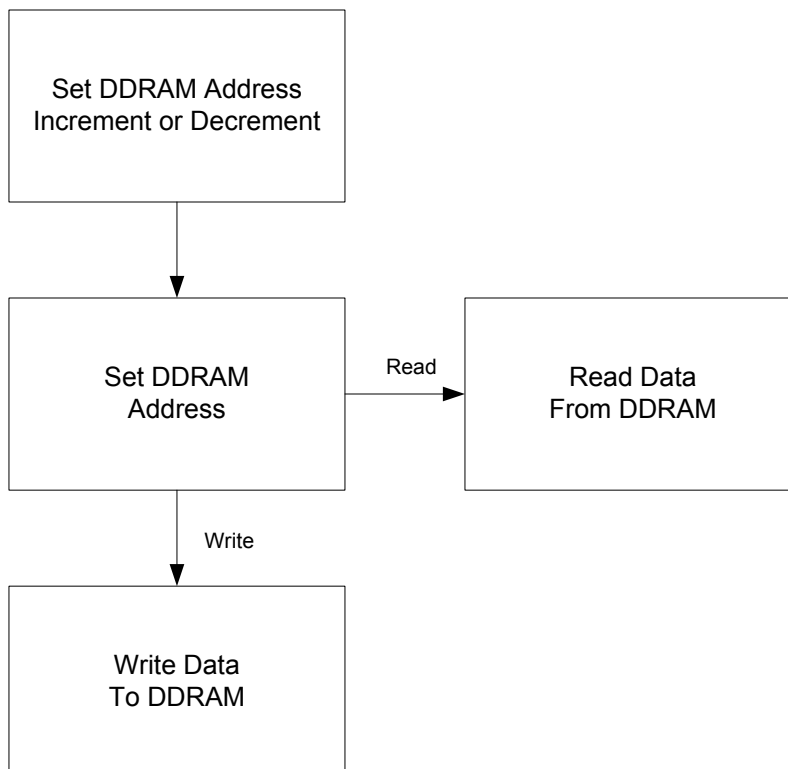 Set DDRAM Address
Increment or Decrement
Set DDRAM
Address
Read
Read Data
From DDRAM
Write
Write Data
To DDRAM